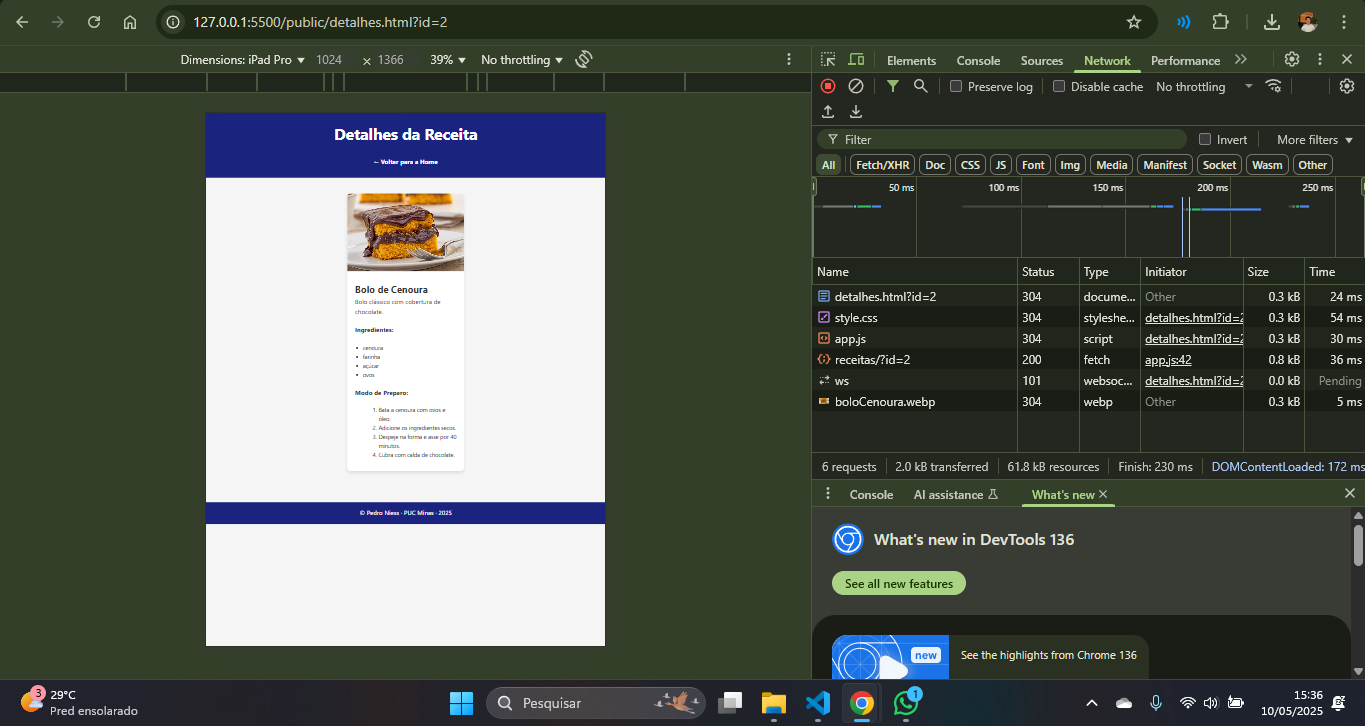 127.0.0.1:5500/public/detalhes.html?id=2
Dimensions: iPad Pro ▼ 1024 × 1366 39% ▼ No throttling ▼
Detalhes da Receita
← Voltar para a Home
Bolo de Cenoura
Bolo clássico com cobertura de
chocolate.
Ingredientes:
• cenoura
• farinha
• açúcar
• ovos
Modo de Preparo:
1. Bata a cenoura com ovos e
óleo.
2. Adicione os ingredientes secos.
3. Despeje na forma e asse por 40
minutos.
4. Cubra com calda de chocolate.
© Pedro Niess · PUC Minas · 2025
Elements Console Sources Network Performance
Preserve log Disable cache No throttling
Filter Invert More filters
All Fetch/XHR Doc CSS JS Font Img Media Manifest Socket Wasm Other
50 ms 100 ms 150 ms 200 ms 250 ms
Name Status Type Initiator Size Time
detalhes.html?id=2 304 docume... Other 0.3 kB 24 ms
style.css 304 styleshe... detalhes.html?id=2 0.3 kB 54 ms
app.js 304 script detalhes.html?id=2 0.3 kB 30 ms
receitas/?id=2 200 fetch app.js:42 0.8 kB 36 ms
ws 101 websoc... detalhes.html?id=2 0.0 kB Pending
boloCenoura.webp 304 webp Other 0.3 kB 5 ms
6 requests 2.0 kB transferred 61.8 kB resources Finish: 230 ms DOMContentLoaded: 172 ms
Console AI assistance What's new
What's new in DevTools 136
See all new features
new
See the highlights from Chrome 136
3
29°C
Pred ensolarado
Pesquisar
1
15:36
10/05/2025